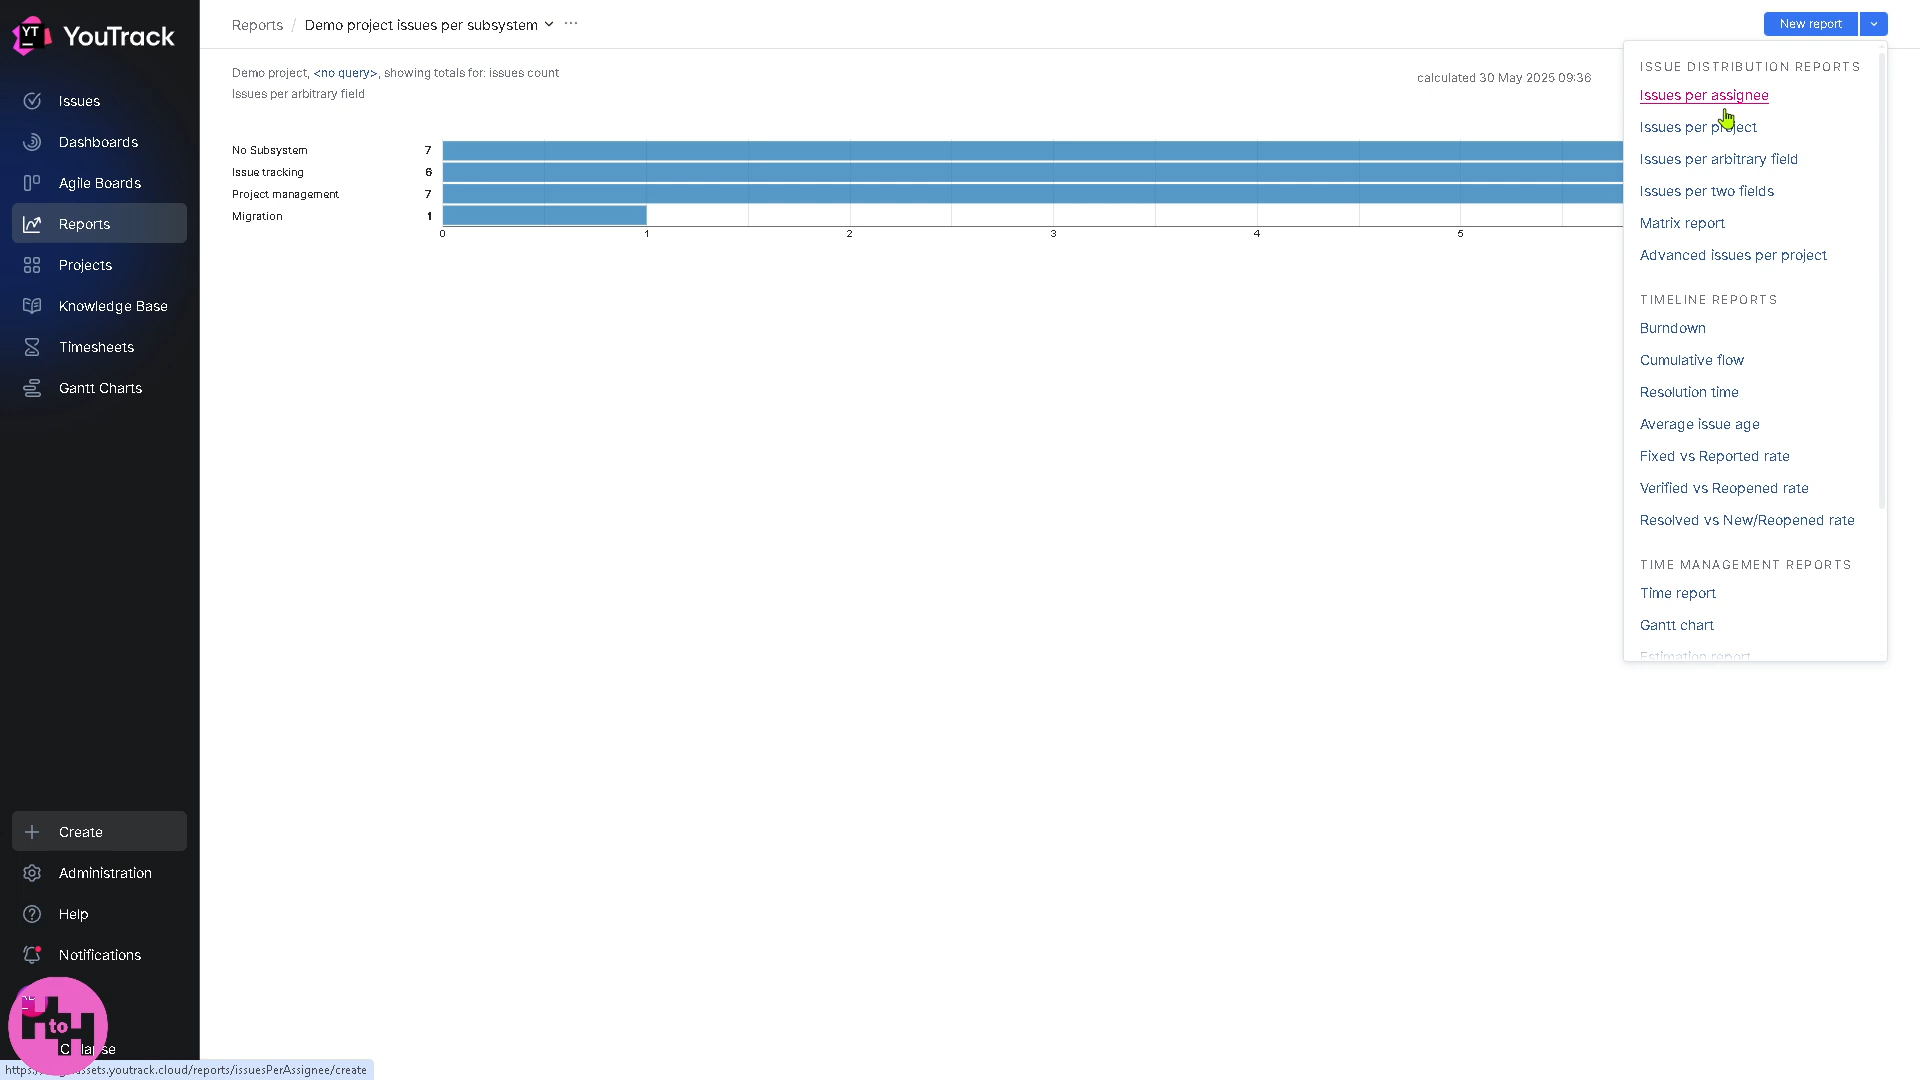 YouTrack
Issues
Dashboards
Agile Boards
Reports
Projects
Knowledge Base
Timesheets
Gantt Charts
Create
Administration
Help
Notifications
H to H
Reports / Demo project issues per subsystem
Demo project, <no query>, showing totals for: issues count
Issues per arbitrary field
calculated 30 May 2025 09:36
No Subsystem 7
Issue tracking 6
Project management 7
Migration 1
0 1 2 3 4 5
New report
ISSUE DISTRIBUTION REPORTS
Issues per assignee
Issues per project
Issues per arbitrary field
Issues per two fields
Matrix report
Advanced issues per project
TIMELINE REPORTS
Burndown
Cumulative flow
Resolution time
Average issue age
Fixed vs Reported rate
Verified vs Reopened rate
Resolved vs New/Reopened rate
TIME MANAGEMENT REPORTS
Time report
Gantt chart
Estimation report